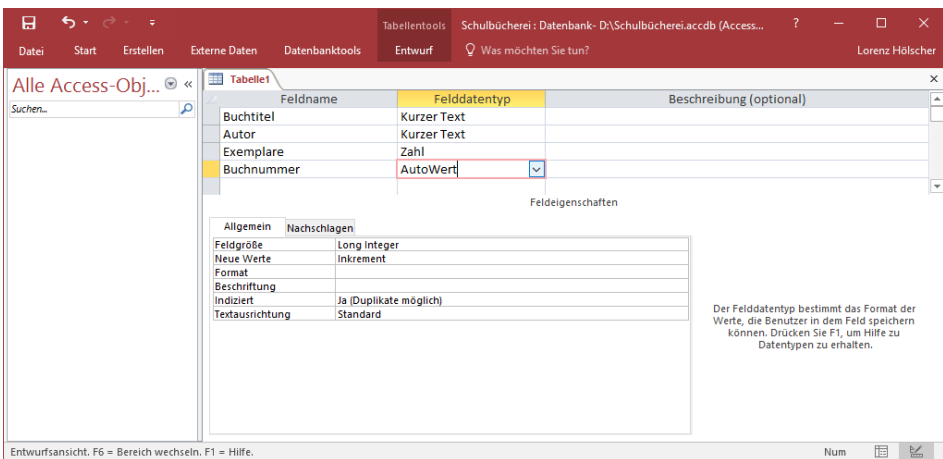 Tabellentools Schulbücherei : Datenbank- D:\Schulbücherei.accdb (Access... ?
Datei Start Erstellen Externe Daten Datenbanktools Entwurf Was möchten Sie tun? Lorenz Hölscher
Alle Access-Obj... «
Suchen...
Tabelle1
Feldname Felddatentyp Beschreibung (optional)
Buchtitel Kurzer Text
Autor Kurzer Text
Exemplare Zahl
Buchnummer AutoWert
Feldeigenschaften
Allgemein Nachschlagen
Feldgröße Long Integer
Neue Werte Inkrement
Format
Beschriftung
Indiziert Ja (Duplikate möglich)
Textausrichtung Standard
Der Felddatentyp bestimmt das Format der
Werte, die Benutzer in dem Feld speichern
können. Drücken Sie F1, um Hilfe zu
Datentypen zu erhalten.
Entwurfsansicht. F6 = Bereich wechseln. F1 = Hilfe. Num